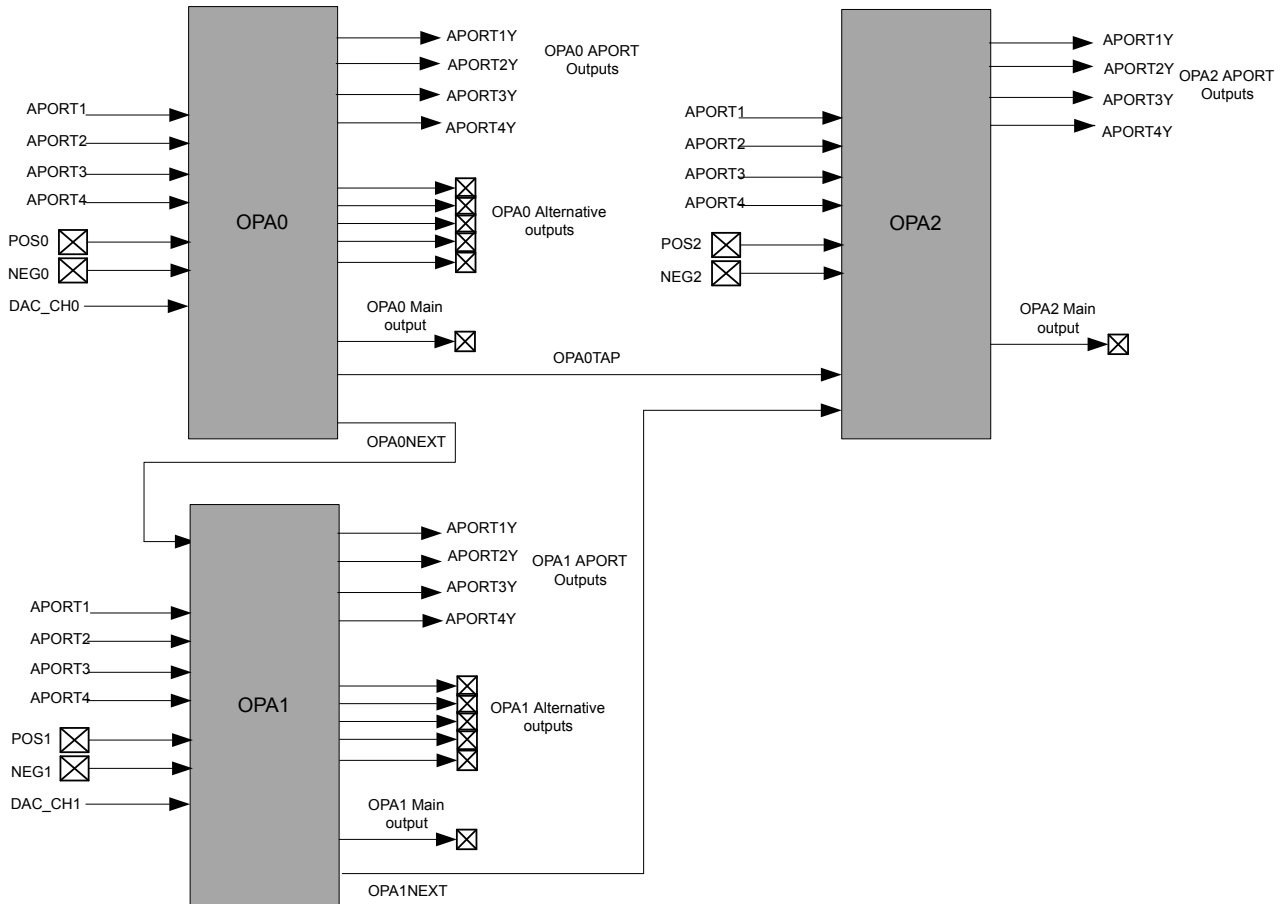 APORT1
APORT2
APORT3
APORT4
POS0
NEG0
DAC_CH0
OPA0
APORT1Y
APORT2Y
APORT3Y
APORT4Y
OPA0 APORT
Outputs
OPA0 Alternative
outputs
OPA0 Main
output
OPA0TAP
OPA0NEXT
APORT1
APORT2
APORT3
APORT4
POS2
NEG2
OPA2
APORT1Y
APORT2Y
APORT3Y
APORT4Y
OPA2 APORT
Outputs
OPA2 Main
output
APORT1
APORT2
APORT3
APORT4
POS1
NEG1
DAC_CH1
OPA1
APORT1Y
APORT2Y
APORT3Y
APORT4Y
OPA1 APORT
Outputs
OPA1 Alternative
outputs
OPA1 Main
output
OPA1NEXT